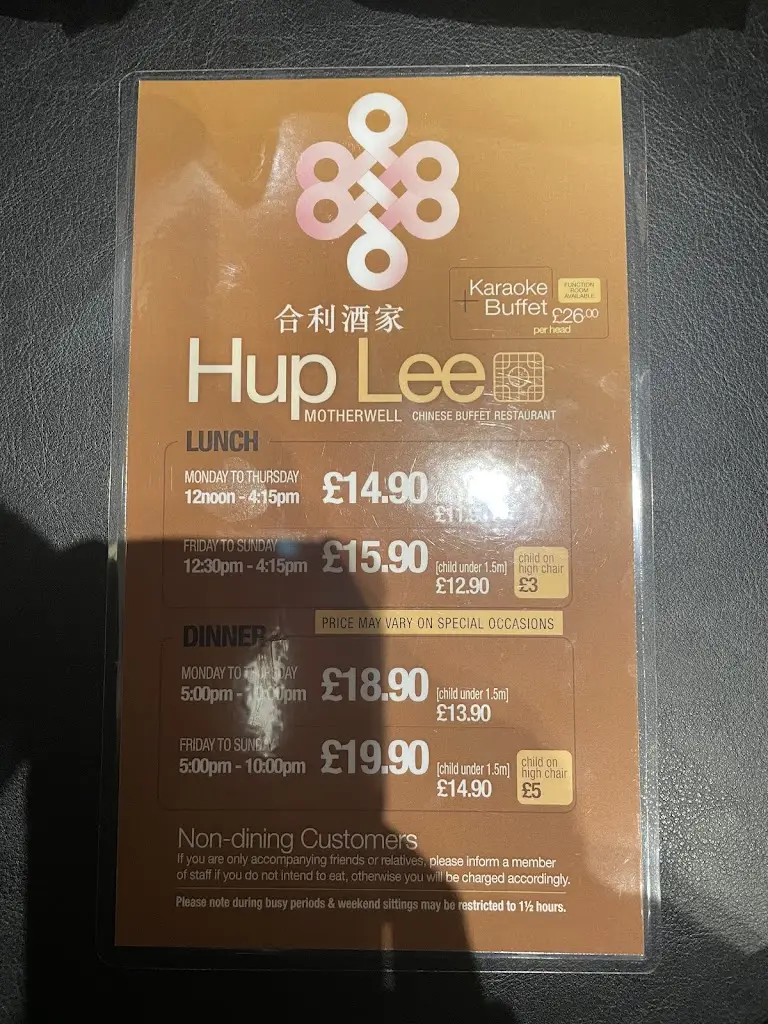 合利酒家
Karaoke
+ Buffet
FUNCTION
ROOM
AVAILABLE
£26.00
per head
Hup Lee
MOTHERWELL CHINESE BUFFET RESTAURANT
LUNCH
MONDAY TO THURSDAY
12noon - 4:15pm
£14.90
FRIDAY TO SUNDAY
12:30pm - 4:15pm
£15.90
[child under 1.5m]
£12.90
child on
high chair
£3
PRICE MAY VARY ON SPECIAL OCCASIONS
DINNER
MONDAY TO THURSDAY
5:00pm - 10:00pm
£18.90
[child under 1.5m]
£13.90
FRIDAY TO SUNDAY
5:00pm - 10:00pm
£19.90
[child under 1.5m]
£14.90
child on
high chair
£5
Non-dining Customers
If you are only accompanying friends or relatives, please inform a member
of staff if you do not intend to eat, otherwise you will be charged accordingly.
Please note during busy periods & weekend sittings may be restricted to 1½ hours.